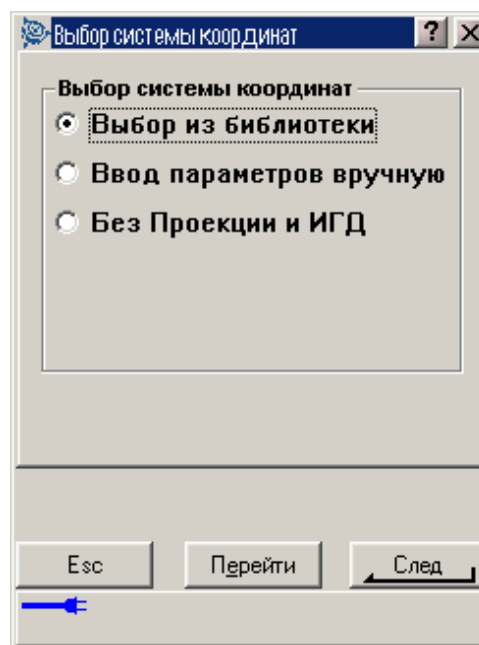 Выбор системы координат
Выбор системы координат
Выбор из библиотеки
Ввод параметров вручную
Без Проекции и ИГД
Esc Перейти След